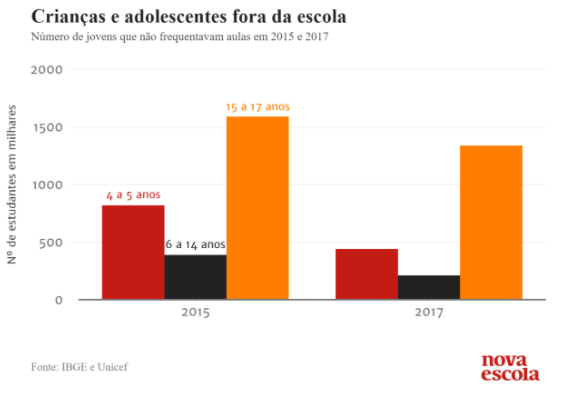 Crianças e adolescentes fora da escola
Número de jovens que não frequentavam aulas em 2015 e 2017
Nº de estudantes em milhares
2000
1500
1000
500
0
15 a 17 anos
4 a 5 anos
6 a 14 anos
2015
2017
Fonte: IBGE e Unicef
nova
escola